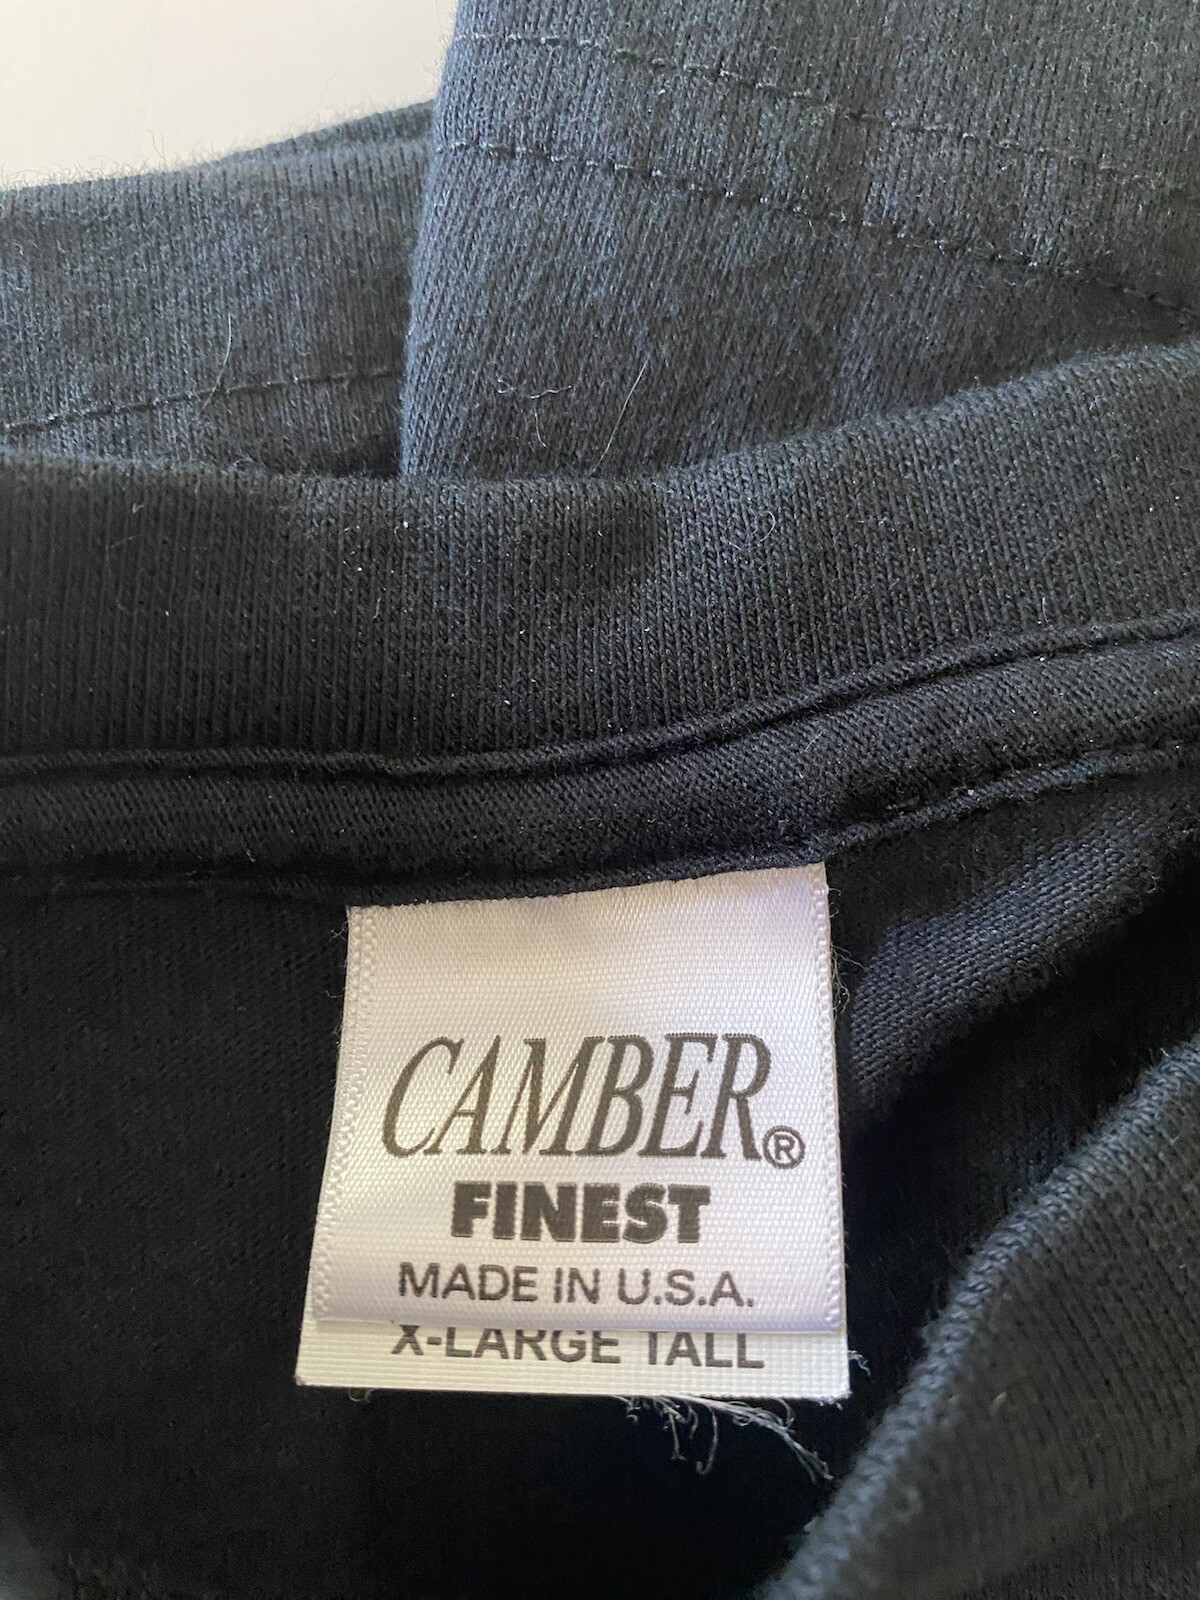 CAMBER®
FINEST
MADE IN U.S.A.
X-LARGE TALL